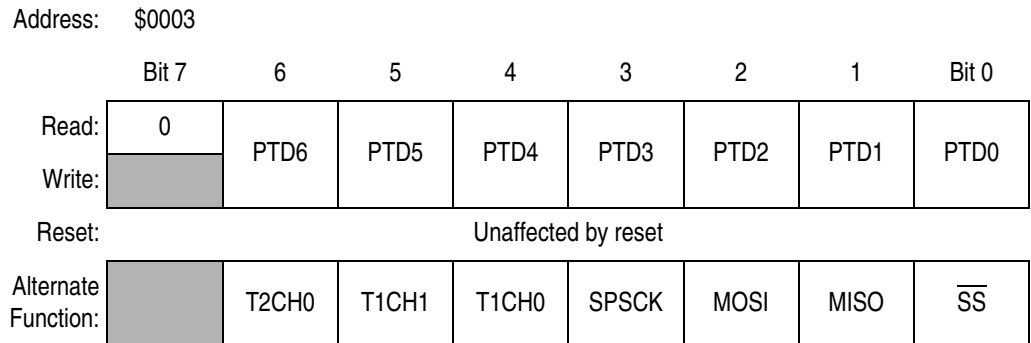 Address: $0003
Bit 7 6 5 4 3 2 1 Bit 0
Read: 0 PTD6 PTD5 PTD4 PTD3 PTD2 PTD1 PTD0
Write:
Reset: Unaffected by reset
Alternate Function: T2CH0 T1CH1 T1CH0 SPSCK MOSI MISO S̅S̅